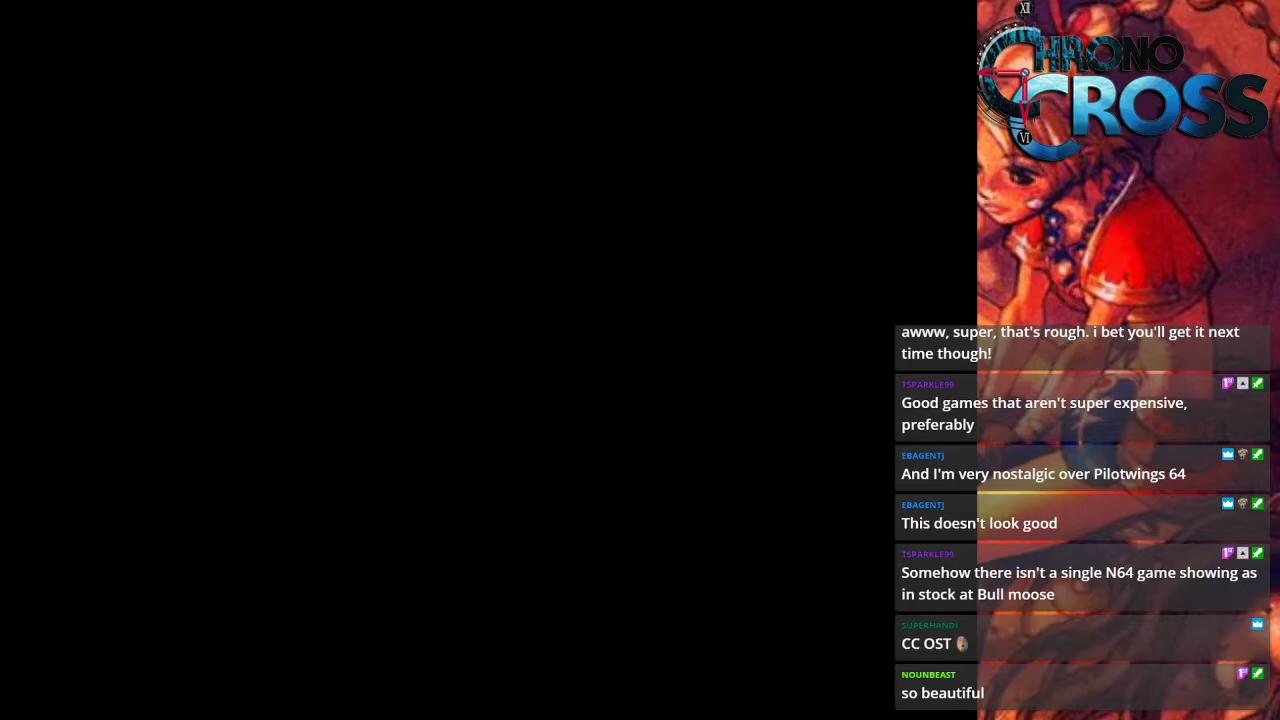 XII
CHRONO
CROSS
VI
awww, super, that's rough. i bet you'll get it next
time though!
TSPARKLE99
Good games that aren't super expensive,
preferably
EBAGENTJ
And I'm very nostalgic over Pilotwings 64
EBAGENTJ
This doesn't look good
TSPARKLE99
Somehow there isn't a single N64 game showing as
in stock at Bull moose
SUPERHANDI
CC OST
NOUNBEAST
so beautiful